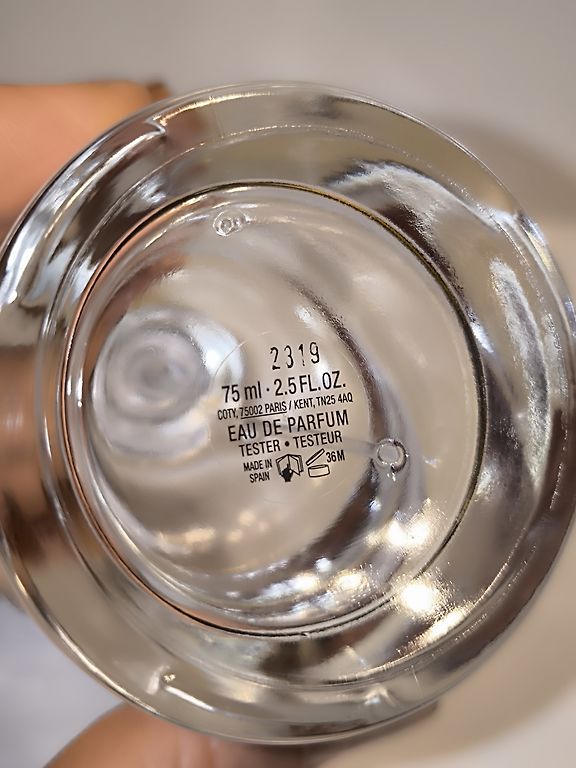 2319
75 ml · 2.5 FL.OZ.
COTY, 75002 PARIS / KENT, TN25 4AQ
EAU DE PARFUM
TESTER • TESTEUR
MADE IN
SPAIN
36 M